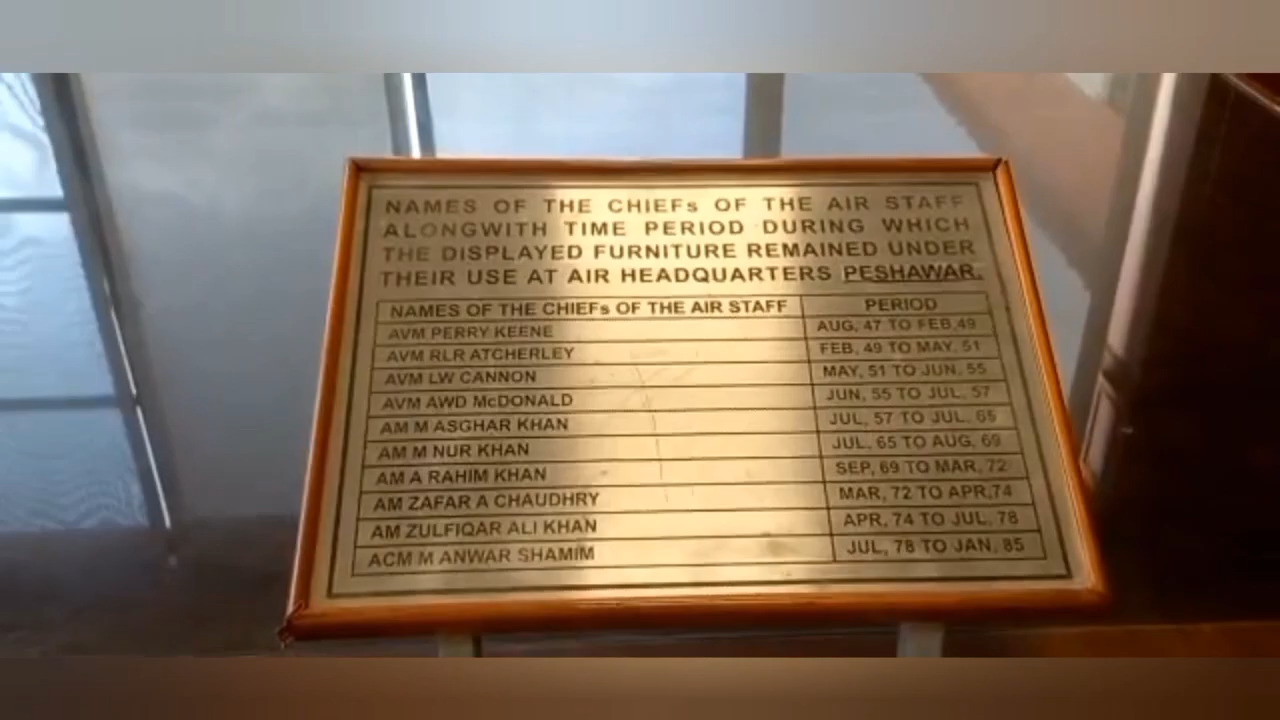 NAMES OF THE CHIEFs OF THE AIR STAFF
ALONGWITH TIME PERIOD DURING WHICH
THE DISPLAYED FURNITURE REMAINED UNDER
THEIR USE AT AIR HEADQUARTERS PESHAWAR.
NAMES OF THE CHIEFs OF THE AIR STAFF PERIOD
AVM PERRY KEENE AUG, 47 TO FEB,49
AVM RLR ATCHERLEY FEB, 49 TO MAY, 51
AVM LW CANNON MAY, 51 TO JUN, 55
AVM AWD McDONALD JUN, 55 TO JUL, 57
AM M ASGHAR KHAN JUL, 57 TO JUL, 65
AM M NUR KHAN JUL, 65 TO AUG, 69
AM A RAHIM KHAN SEP, 69 TO MAR, 72
AM ZAFAR A CHAUDHRY MAR, 72 TO APR,74
AM ZULFIQAR ALI KHAN APR, 74 TO JUL, 78
ACM M ANWAR SHAMIM JUL, 78 TO JAN, 85